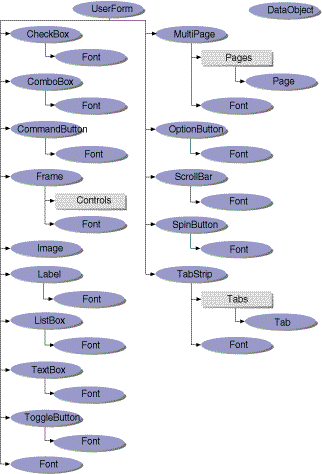 UserForm
DataObject
CheckBox
Font
ComboBox
Font
CommandButton
Font
Frame
Controls
Font
Image
Label
Font
ListBox
Font
TextBox
Font
ToggleButton
Font
Font
MultiPage
Pages
Page
Font
OptionButton
Font
ScrollBar
Font
SpinButton
Font
TabStrip
Tabs
Tab
Font